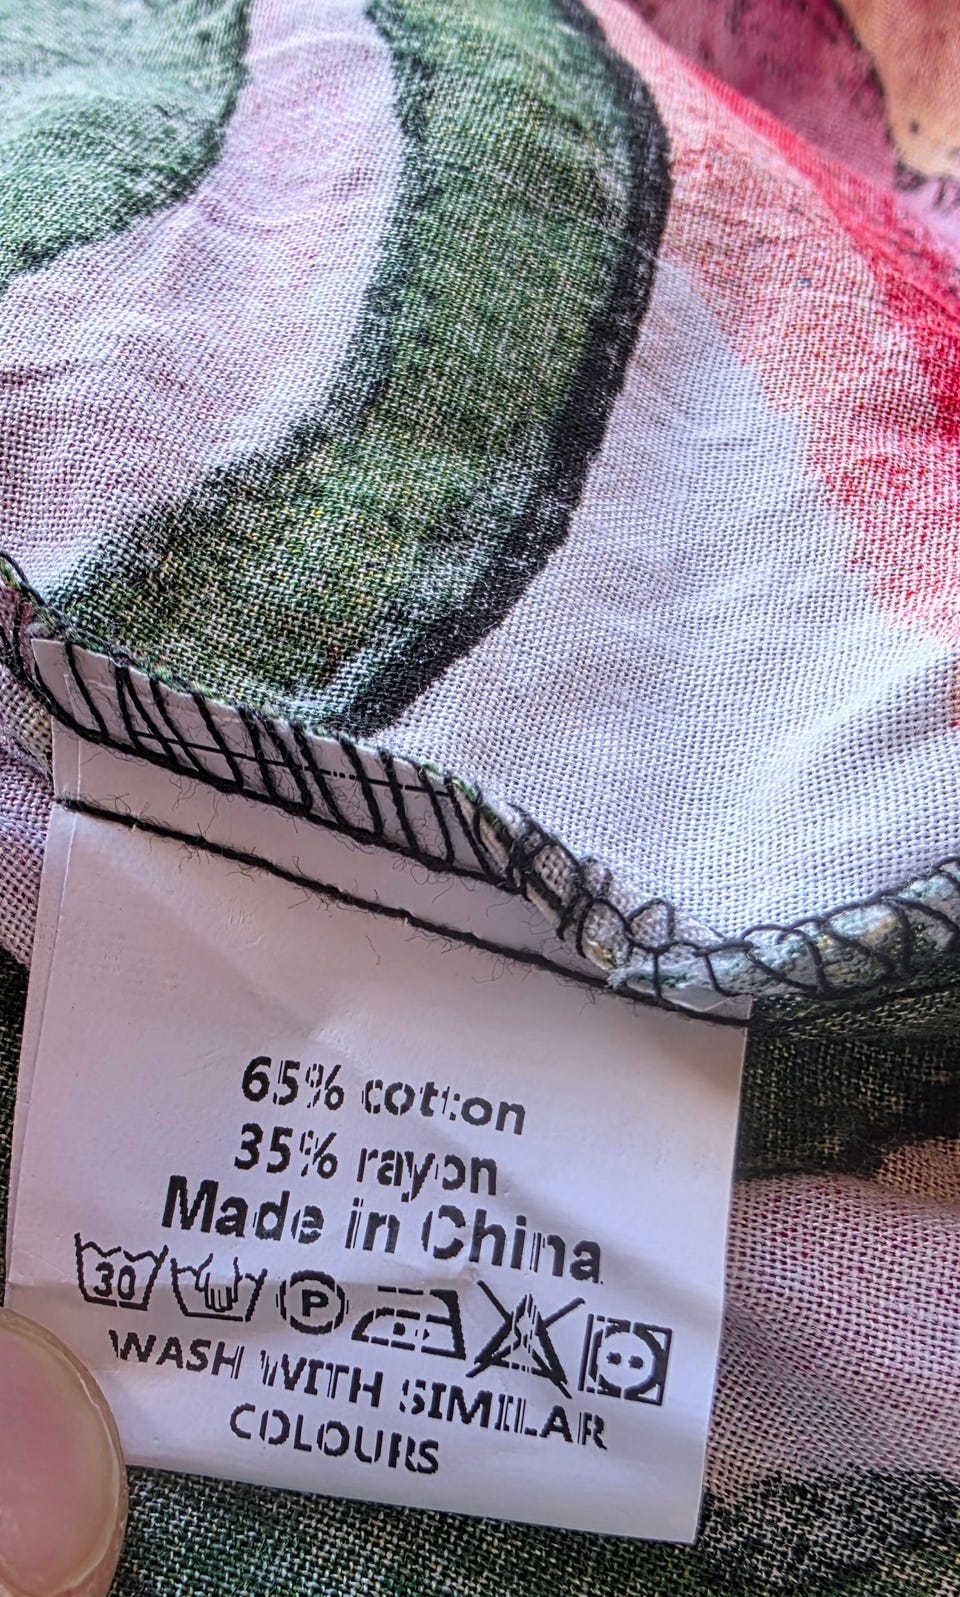 65% cotton
35% rayon
Made in China
30 P
WASH WITH SIMILAR
COLOURS